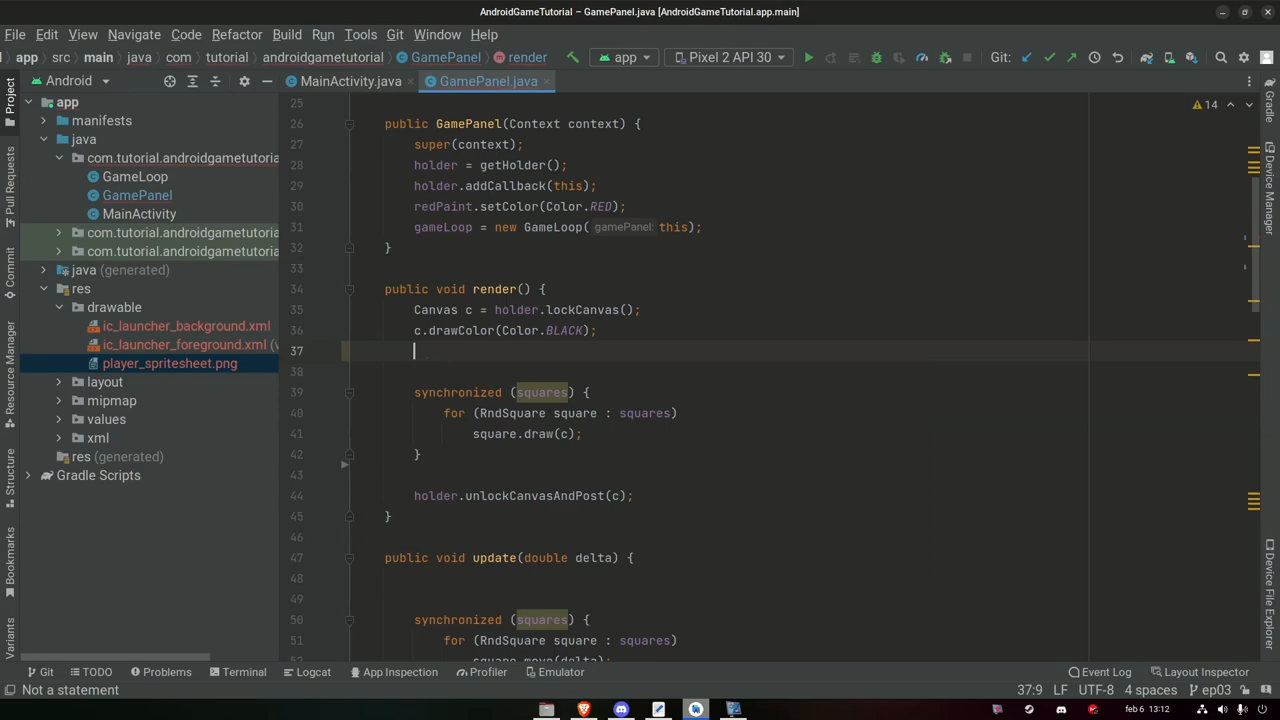 AndroidGameTutorial – GamePanel.java [AndroidGameTutorial.app.main]
File Edit View Navigate Code Refactor Build Run Tools Git Window Help
app src main java com tutorial androidgametutorial GamePanel render app Pixel 2 API 30 Git:
Android MainActivity.java GamePanel.java
Project
Pull Requests
Commit
Resource Manager
Structure
Bookmarks
Variants
app
manifests
java
com.tutorial.androidgametutoria
GameLoop
GamePanel
MainActivity
com.tutorial.androidgametutoria
com.tutorial.androidgametutoria
java (generated)
res
drawable
ic_launcher_background.xml
ic_launcher_foreground.xml (v
player_spritesheet.png
layout
mipmap
values
xml
res (generated)
Gradle Scripts
14
25
26 public GamePanel(Context context) {
27 super(context);
28 holder = getHolder();
29 holder.addCallback(this);
30 redPaint.setColor(Color.RED);
31 gameLoop = new GameLoop( gamePanel: this);
32 }
33
34 public void render() {
35 Canvas c = holder.lockCanvas();
36 c.drawColor(Color.BLACK);
37
38
39 synchronized (squares) {
40 for (RndSquare square : squares)
41 square.draw(c);
42 }
43
44 holder.unlockCanvasAndPost(c);
45 }
46
47 public void update(double delta) {
48
49
50 synchronized (squares) {
51 for (RndSquare square : squares)
52 square.move(delta);
Gradle
Device Manager
Device File Explorer
Git TODO Problems Terminal Logcat App Inspection Profiler Emulator Event Log Layout Inspector
Not a statement 37:9 LF UTF-8 4 spaces ep03
feb 6 13:12